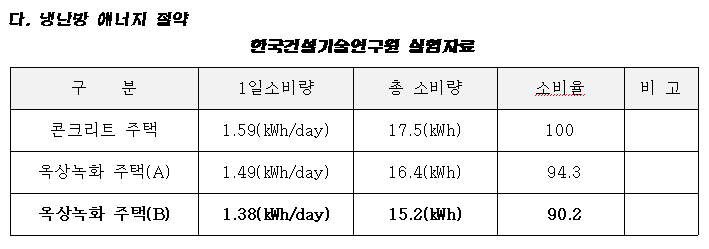 다. 냉난방 에너지 절약
한국건설기술연구원 실험자료
구 분 1일소비량 총 소비량 소비율 비 고
콘크리트 주택 1.59(kWh/day) 17.5(kWh) 100
옥상녹화 주택(A) 1.49(kWh/day) 16.4(kWh) 94.3
옥상녹화 주택(B) 1.38(kWh/day) 15.2(kWh) 90.2